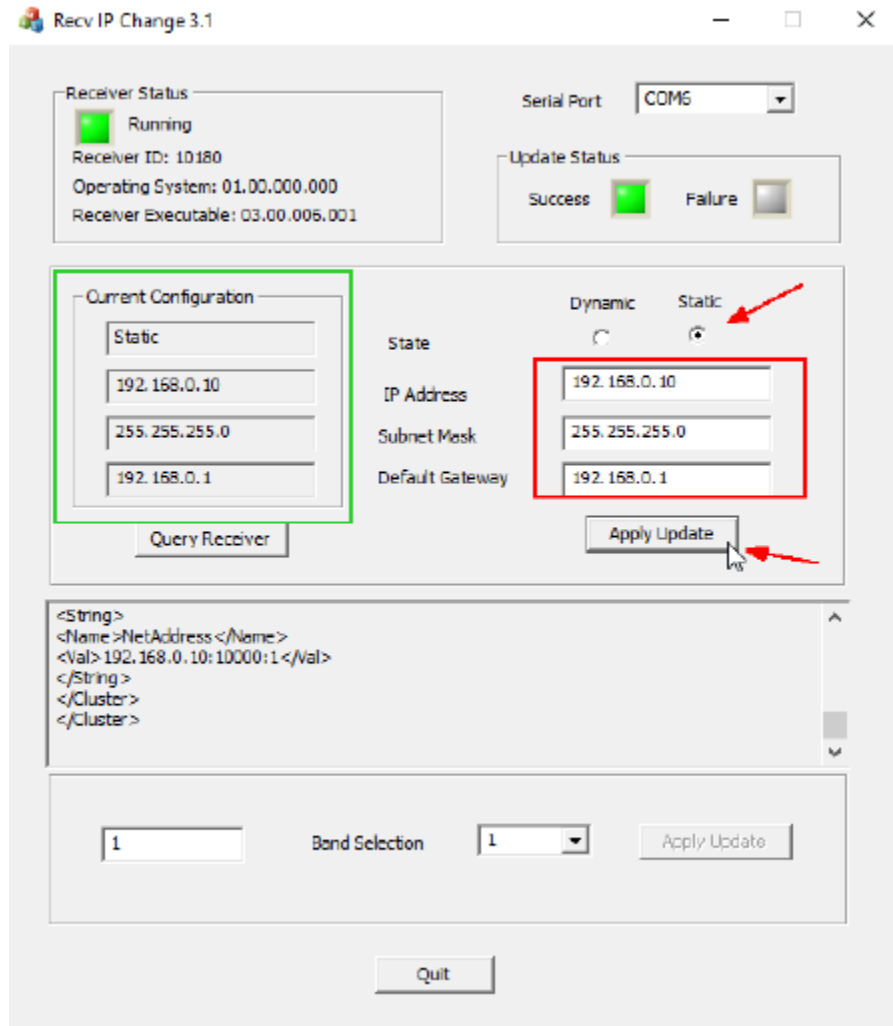 Recv IP Change 3.1
Receiver Status
Running
Receiver ID: 10180
Operating System: 01.00.000.000
Receiver Executable: 03.00.006.001
Serial Port COM6
Update Status
Success Failure
Current Configuration
Static
192.168.0.10
255.255.255.0
192.168.0.1
Query Receiver
Dynamic Static
State
IP Address 192.168.0.10
Subnet Mask 255.255.255.0
Default Gateway 192.168.0.1
Apply Update
<String>
<Name>NetAddress</Name>
<Val>192.168.0.10:10000:1</Val>
</String>
</Cluster>
</Cluster>
1 Band Selection 1 Apply Update
Quit